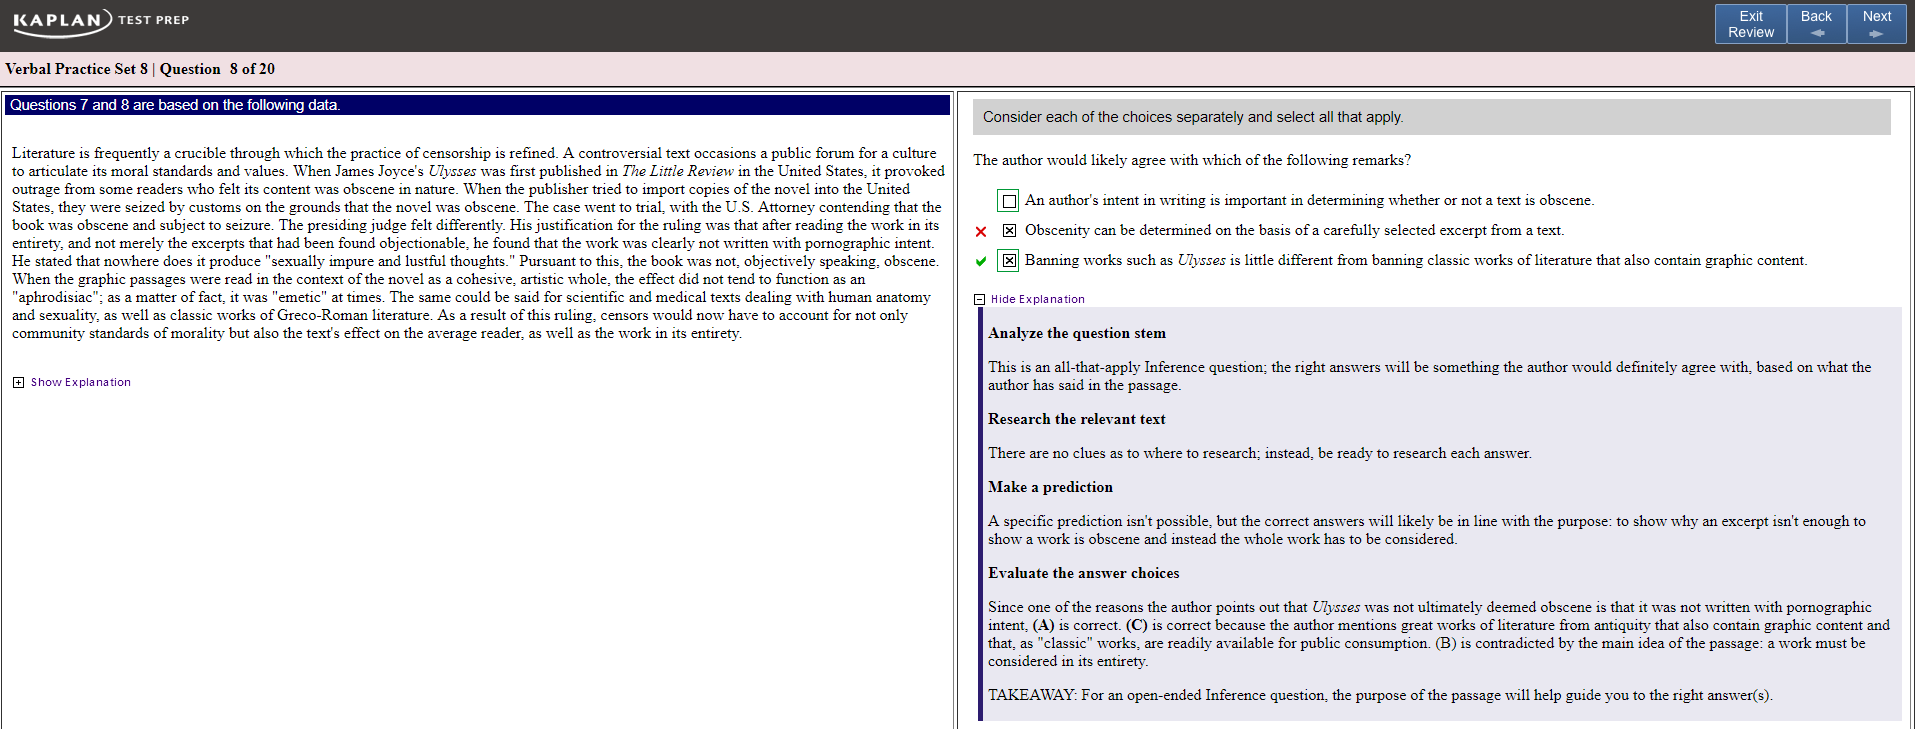 KAPLAN TEST PREP
Exit Review
Back
Next
Verbal Practice Set 8 | Question 8 of 20
Questions 7 and 8 are based on the following data.
Literature is frequently a crucible through which the practice of censorship is refined. A controversial text occasions a public forum for a culture
to articulate its moral standards and values. When James Joyce's Ulysses was first published in The Little Review in the United States, it provoked
outrage from some readers who felt its content was obscene in nature. When the publisher tried to import copies of the novel into the United
States, they were seized by customs on the grounds that the novel was obscene. The case went to trial, with the U.S. Attorney contending that the
book was obscene and subject to seizure. The presiding judge felt differently. His justification for the ruling was that after reading the work in its
entirety, and not merely the excerpts that had been found objectionable, he found that the work was clearly not written with pornographic intent.
He stated that nowhere does it produce "sexually impure and lustful thoughts." Pursuant to this, the book was not, objectively speaking, obscene.
When the graphic passages were read in the context of the novel as a cohesive, artistic whole, the effect did not tend to function as an
"aphrodisiac"; as a matter of fact, it was "emetic" at times. The same could be said for scientific and medical texts dealing with human anatomy
and sexuality, as well as classic works of Greco-Roman literature. As a result of this ruling, censors would now have to account for not only
community standards of morality but also the text's effect on the average reader, as well as the work in its entirety.
Show Explanation
Consider each of the choices separately and select all that apply.
The author would likely agree with which of the following remarks?
An author's intent in writing is important in determining whether or not a text is obscene.
Obscenity can be determined on the basis of a carefully selected excerpt from a text.
Banning works such as Ulysses is little different from banning classic works of literature that also contain graphic content.
Hide Explanation
Analyze the question stem
This is an all-that-apply Inference question; the right answers will be something the author would definitely agree with, based on what the
author has said in the passage.
Research the relevant text
There are no clues as to where to research; instead, be ready to research each answer.
Make a prediction
A specific prediction isn't possible, but the correct answers will likely be in line with the purpose: to show why an excerpt isn't enough to
show a work is obscene and instead the whole work has to be considered.
Evaluate the answer choices
Since one of the reasons the author points out that Ulysses was not ultimately deemed obscene is that it was not written with pornographic
intent, (A) is correct. (C) is correct because the author mentions great works of literature from antiquity that also contain graphic content and
that, as "classic" works, are readily available for public consumption. (B) is contradicted by the main idea of the passage: a work must be
considered in its entirety.
TAKEAWAY: For an open-ended Inference question, the purpose of the passage will help guide you to the right answer(s).